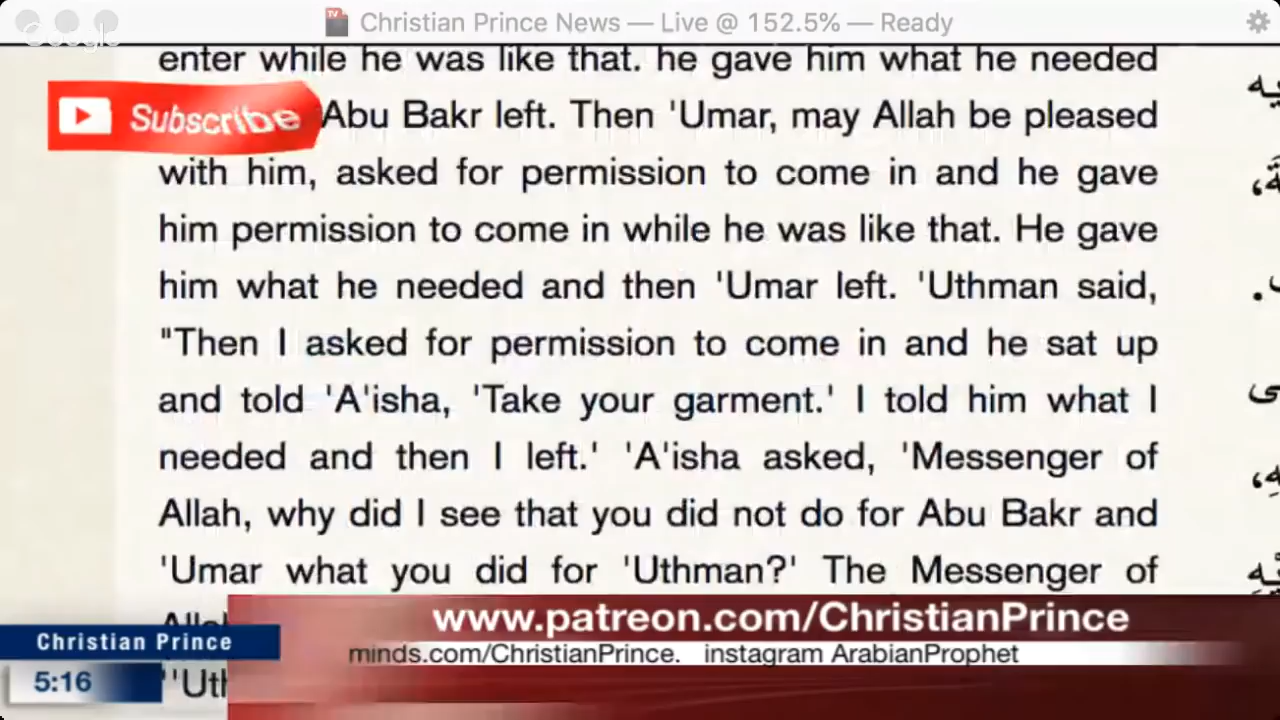 Christian Prince News — Live @ 152.5% — Ready
Google
enter while he was like that. he gave him what he needed
Subscribe
Abu Bakr left. Then 'Umar, may Allah be pleased
with him, asked for permission to come in and he gave
him permission to come in while he was like that. He gave
him what he needed and then 'Umar left. 'Uthman said,
"Then I asked for permission to come in and he sat up
and told 'A'isha, 'Take your garment.' I told him what I
needed and then I left.' 'A'isha asked, 'Messenger of
Allah, why did I see that you did not do for Abu Bakr and
'Umar what you did for 'Uthman?' The Messenger of
www.patreon.com/ChristianPrince
Christian Prince
minds.com/ChristianPrince. instagram ArabianProphet
5:16